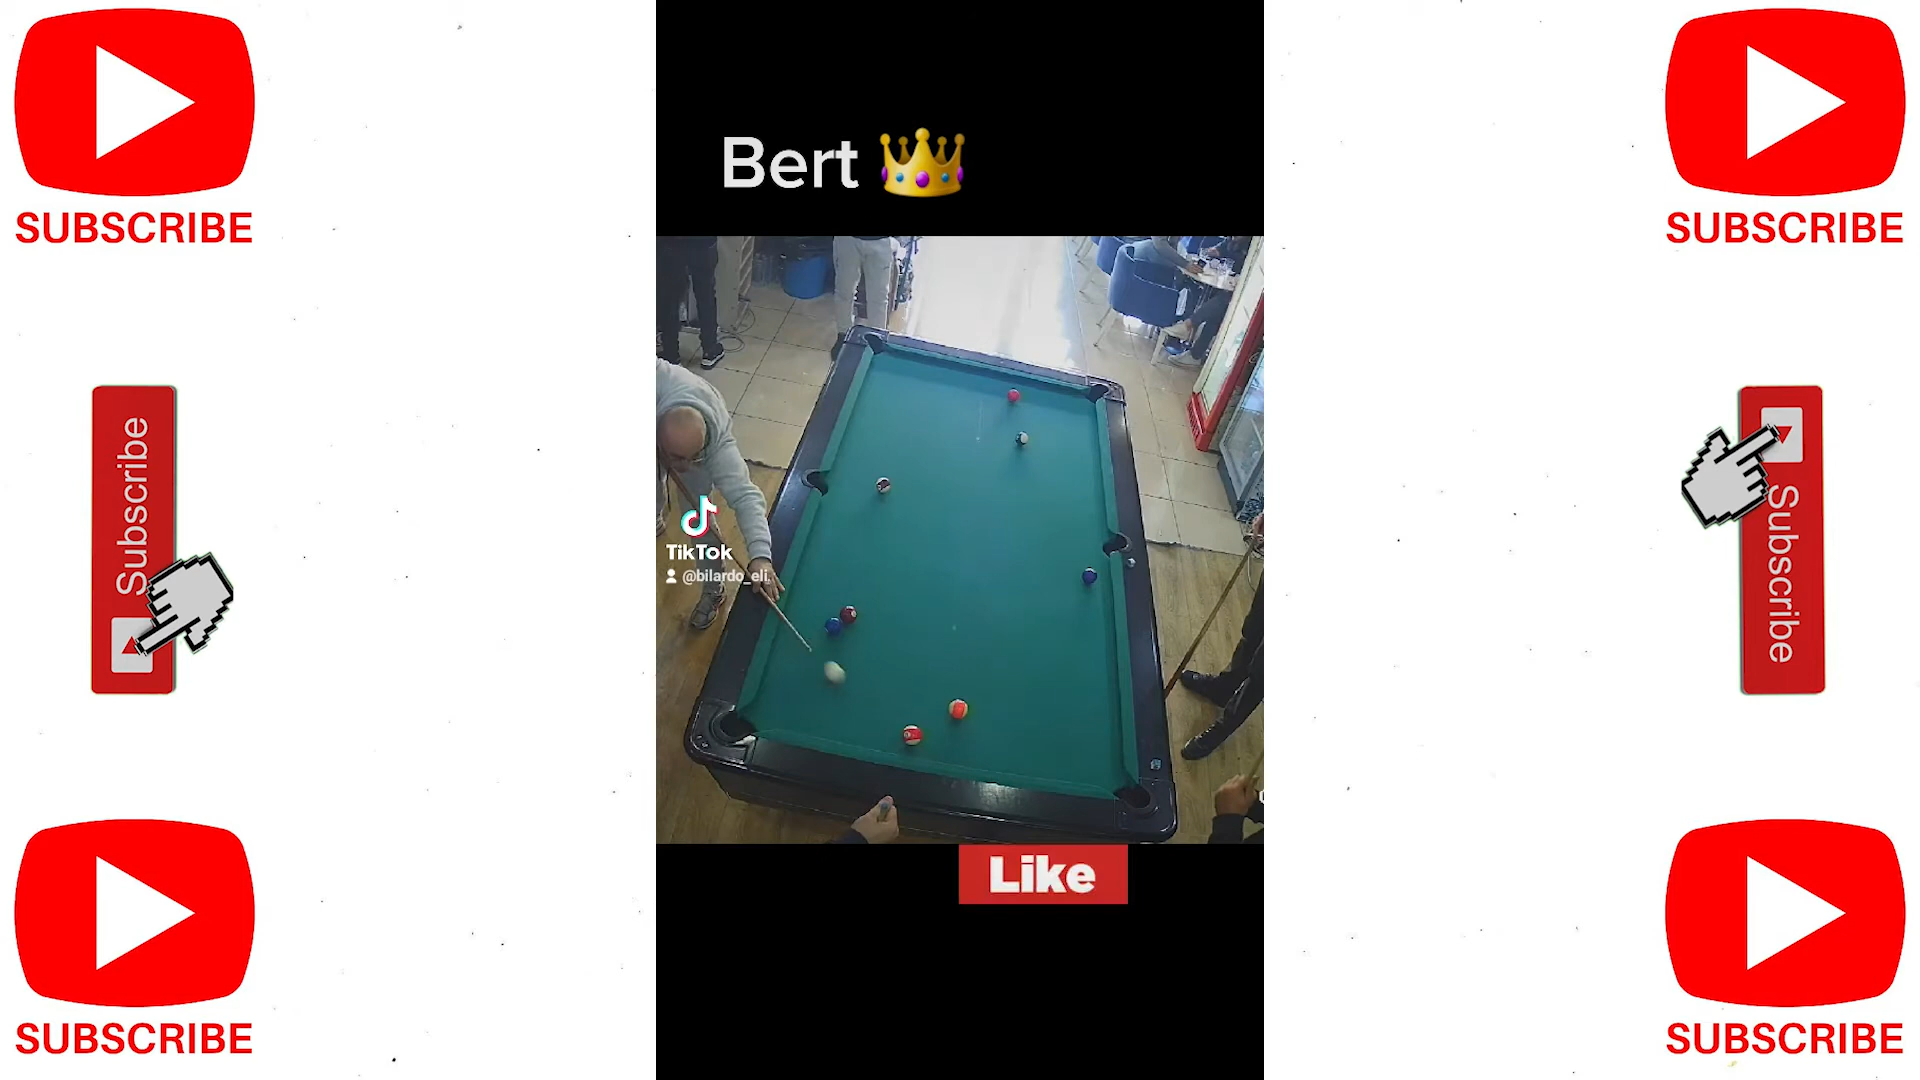 SUBSCRIBE
SUBSCRIBE
Bert
Subscribe
Subscribe
TikTok
@bilardo_eli.
Like
SUBSCRIBE
SUBSCRIBE